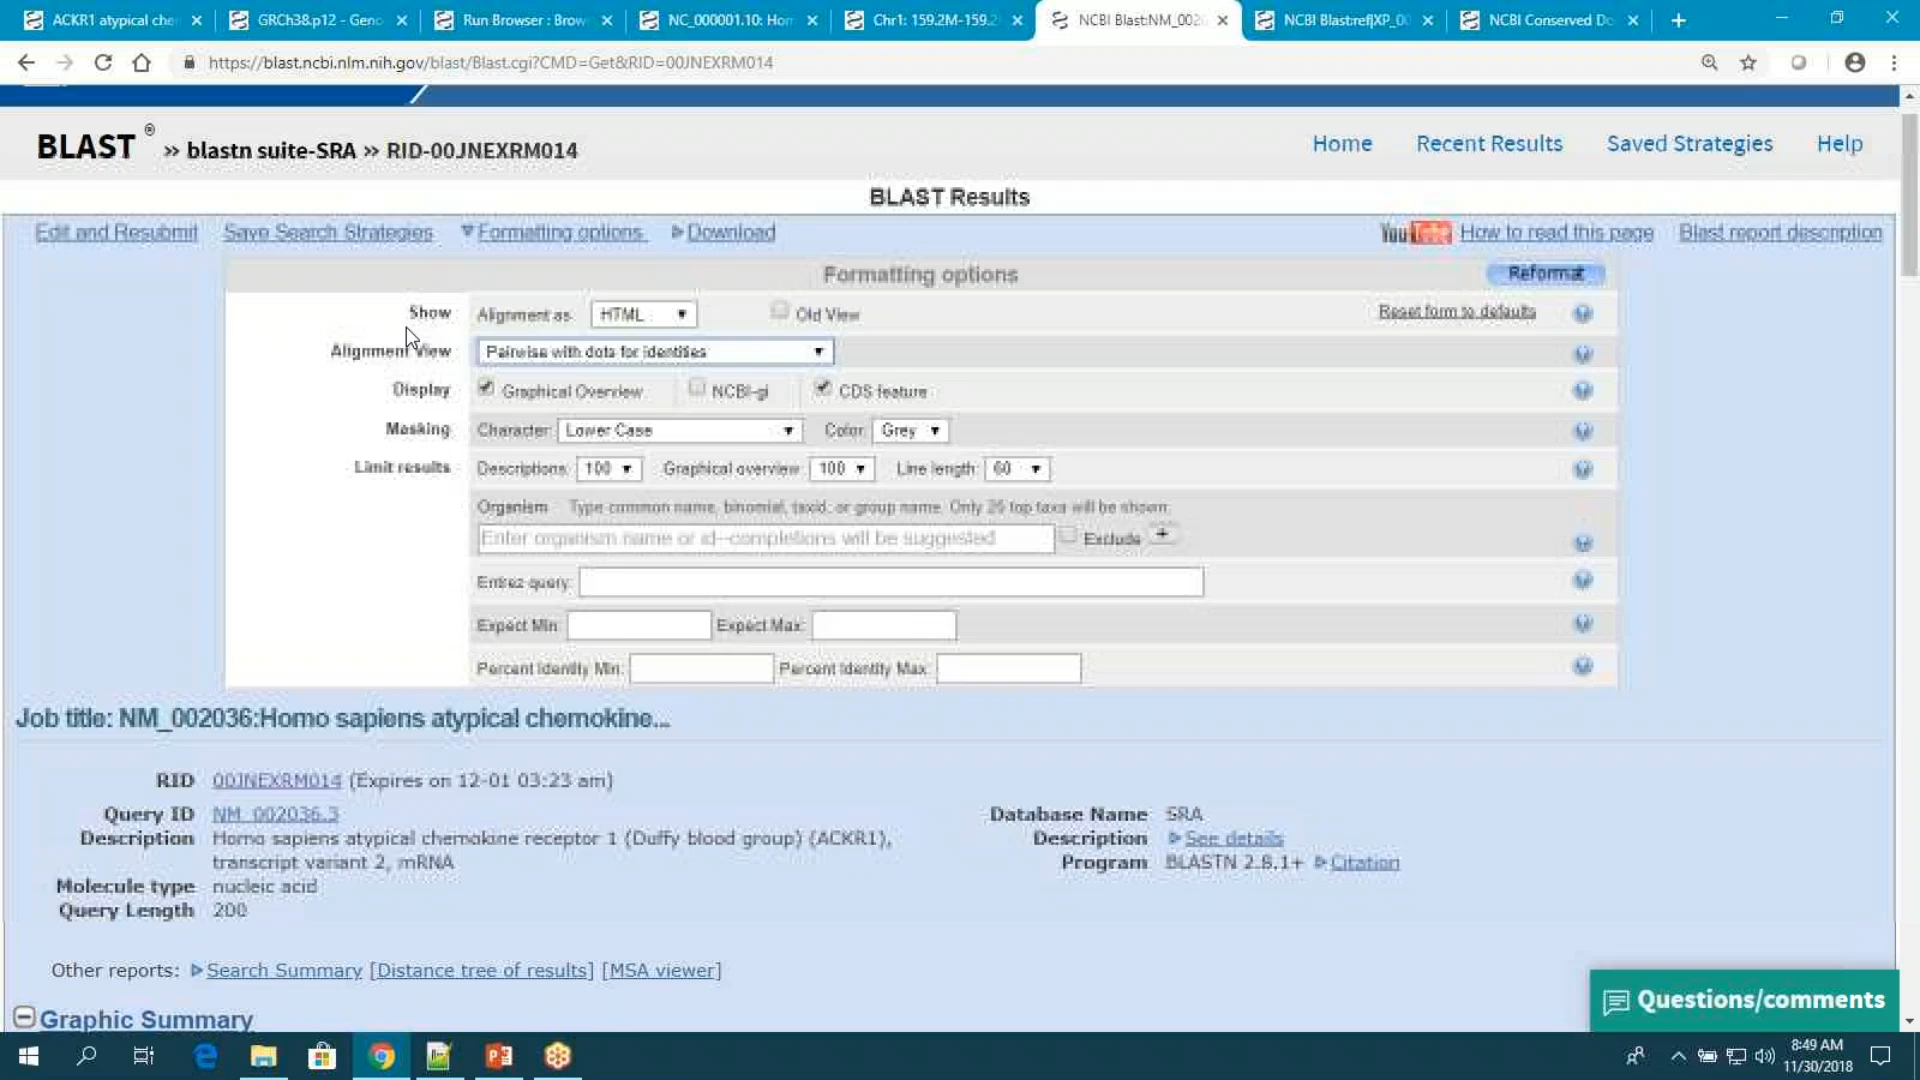 ACKR1 atypical che
GRCh38.p12 - Geno
Run Browser : Brow
NC_000001.10: Hom
Chr1: 159.2M-159.2
NCBI Blast:NM_002
NCBI Blast:ref|XP_00
NCBI Conserved Do
https://blast.ncbi.nlm.nih.gov/blast/Blast.cgi?CMD=Get&RID=00JNEXRM014
BLAST ® » blastn suite-SRA » RID-00JNEXRM014
Home Recent Results Saved Strategies Help
BLAST Results
Edit and Resubmit Save Search Strategies Formatting options Download
YouTube How to read this page Blast report description
Formatting options Reformat
Show Alignment as HTML Old View Reset form to defaults
Alignment View Pairwise with dots for identities
Display Graphical Overview NCBI-gi CDS feature
Masking Character: Lower Case Color: Grey
Limit results Descriptions: 100 Graphical overview: 100 Line length: 60
Organism Type common name, binomial, taxid, or group name. Only 20 top taxa will be shown.
Enter organism name or id--completions will be suggested Exclude +
Entrez query:
Expect Min: Expect Max:
Percent Identity Min: Percent Identity Max:
Job title: NM_002036:Homo sapiens atypical chemokine...
RID 00JNEXRM014 (Expires on 12-01 03:23 am)
Query ID NM_002036.3
Description Homo sapiens atypical chemokine receptor 1 (Duffy blood group) (ACKR1),
transcript variant 2, mRNA
Molecule type nucleic acid
Query Length 200
Database Name SRA
Description See details
Program BLASTN 2.8.1+ Citation
Other reports: Search Summary [Distance tree of results] [MSA viewer]
Graphic Summary
Questions/comments
8:49 AM
11/30/2018